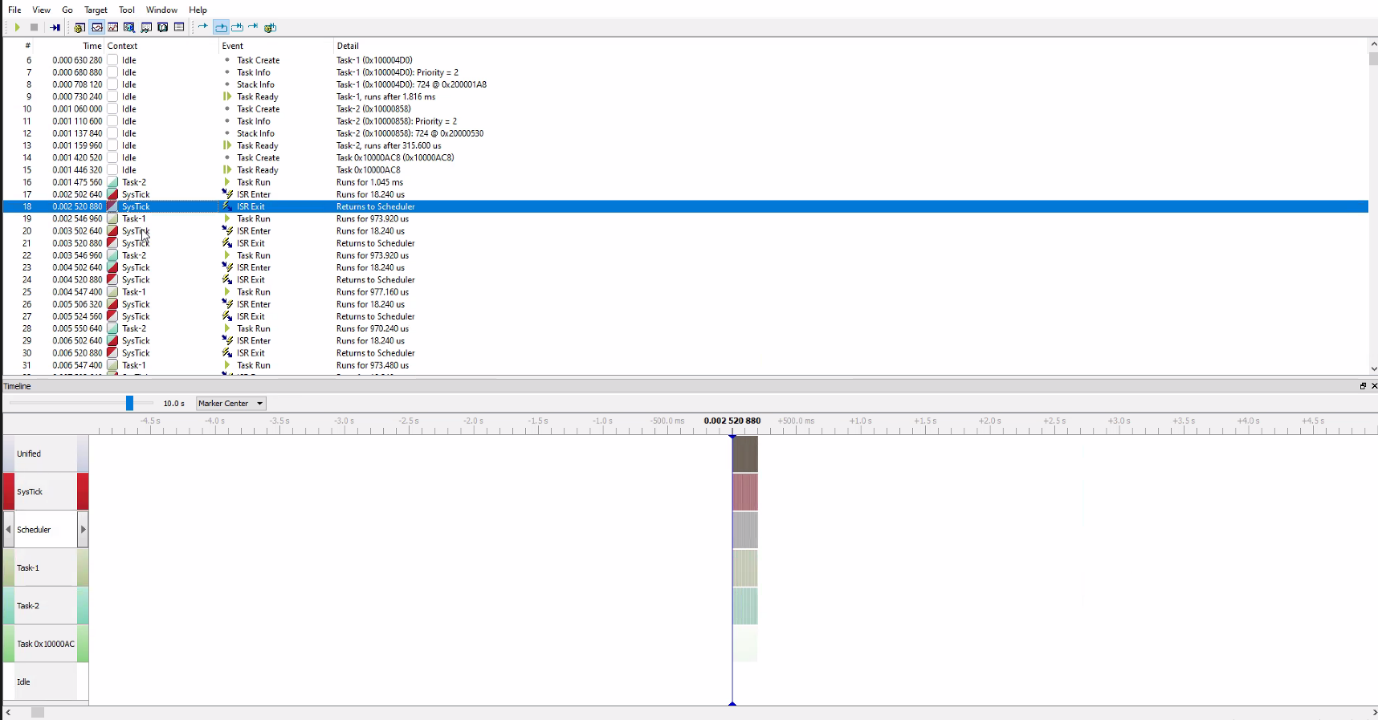 File View Go Target Tool Window Help
# Time Context Event Detail
6 0.000 630 280 Idle Task Create Task-1 (0x100004D0)
7 0.000 680 880 Idle Task Info Task-1 (0x100004D0): Priority = 2
8 0.000 708 120 Idle Stack Info Task-1 (0x100004D0): 724 @ 0x200001A8
9 0.000 730 240 Idle Task Ready Task-1, runs after 1.816 ms
10 0.001 060 000 Idle Task Create Task-2 (0x10000858)
11 0.001 110 600 Idle Task Info Task-2 (0x10000858): Priority = 2
12 0.001 137 840 Idle Stack Info Task-2 (0x10000858): 724 @ 0x20000530
13 0.001 159 960 Idle Task Ready Task-2, runs after 315.600 us
14 0.001 420 520 Idle Task Create Task 0x10000AC8 (0x10000AC8)
15 0.001 446 320 Idle Task Ready Task 0x10000AC8
16 0.001 475 560 Task-2 Task Run Runs for 1.045 ms
17 0.002 502 640 SysTick ISR Enter Runs for 18.240 us
18 0.002 520 880 SysTick ISR Exit Returns to Scheduler
19 0.002 546 960 Task-1 Task Run Runs for 973.920 us
20 0.003 502 640 SysTick ISR Enter Runs for 18.240 us
21 0.003 520 880 SysTick ISR Exit Returns to Scheduler
22 0.003 546 960 Task-2 Task Run Runs for 973.920 us
23 0.004 502 640 SysTick ISR Enter Runs for 18.240 us
24 0.004 520 880 SysTick ISR Exit Returns to Scheduler
25 0.004 547 400 Task-1 Task Run Runs for 977.160 us
26 0.005 506 320 SysTick ISR Enter Runs for 18.240 us
27 0.005 524 560 SysTick ISR Exit Returns to Scheduler
28 0.005 550 640 Task-2 Task Run Runs for 970.240 us
29 0.006 502 640 SysTick ISR Enter Runs for 18.240 us
30 0.006 520 880 SysTick ISR Exit Returns to Scheduler
31 0.006 547 400 Task-1 Task Run Runs for 973.480 us
Timeline
10.0 s Marker Center
-4.5 s -4.0 s -3.5 s -3.0 s -2.5 s -2.0 s -1.5 s -1.0 s -500.0 ms 0.002 520 880 +500.0 ms +1.0 s +1.5 s +2.0 s +2.5 s +3.0 s +3.5 s +4.0 s +4.5 s
Unified
SysTick
Scheduler
Task-1
Task-2
Task 0x10000AC
Idle